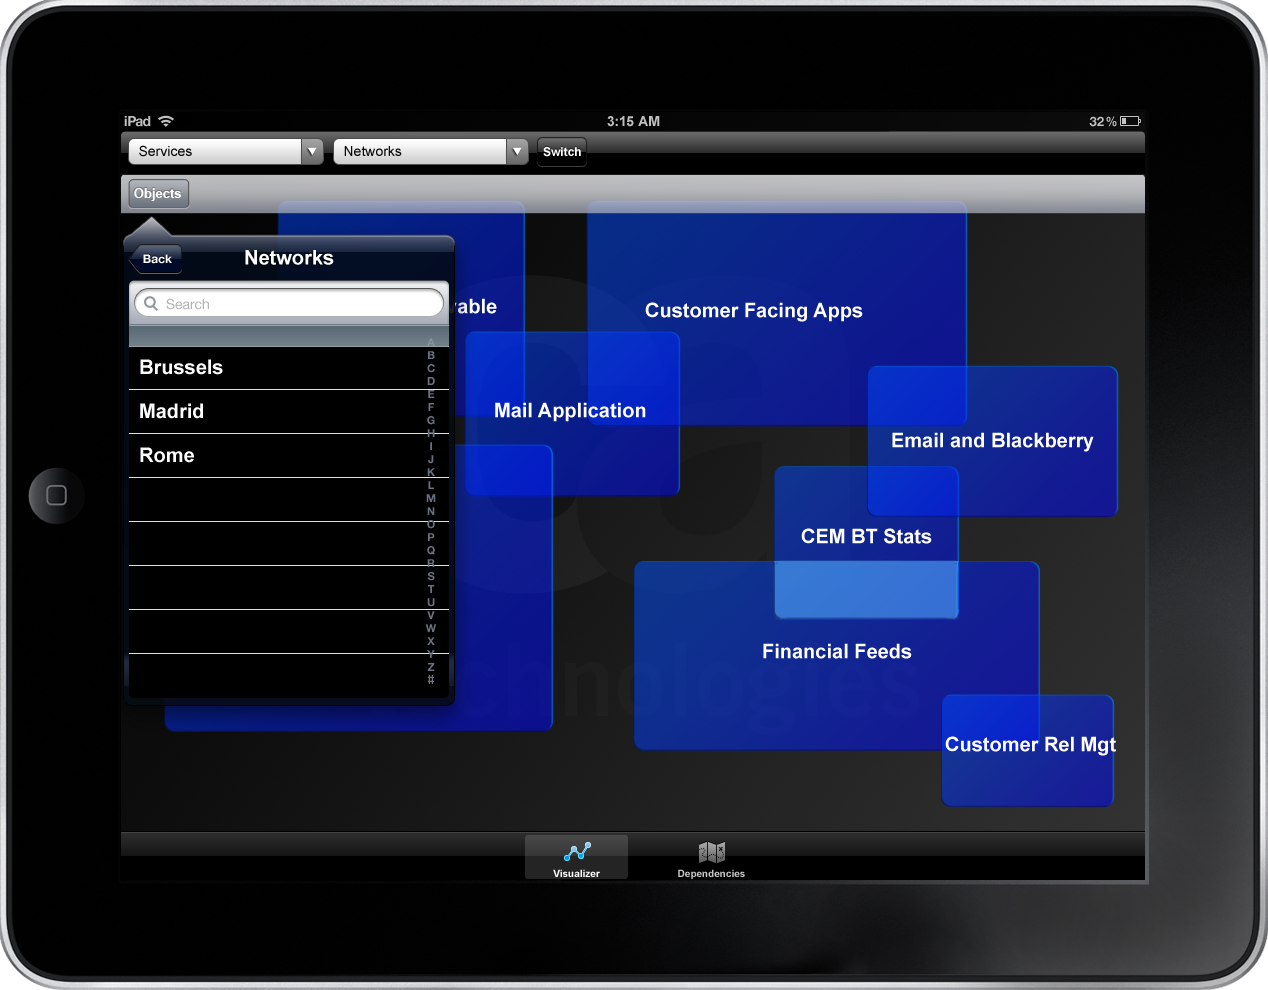 iPad 3:15 AM 32%
Services Networks Switch
Objects
Back Networks
Search
Brussels
Madrid
Rome
A
B
C
D
E
F
G
H
I
J
K
L
M
N
O
P
Q
R
S
T
U
V
W
X
Y
Z
#
Customer Facing Apps
Mail Application
Email and Blackberry
CEM BT Stats
Financial Feeds
Customer Rel Mgt
Visualizer Dependencies